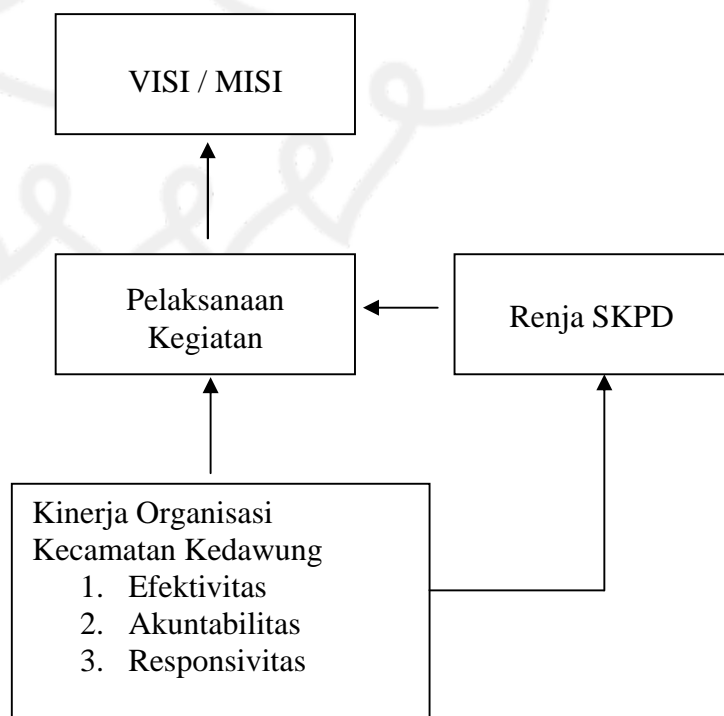 VISI / MISI
Pelaksanaan
Kegiatan
Renja SKPD
Kinerja Organisasi
Kecamatan Kedawung
1. Efektivitas
2. Akuntabilitas
3. Responsivitas